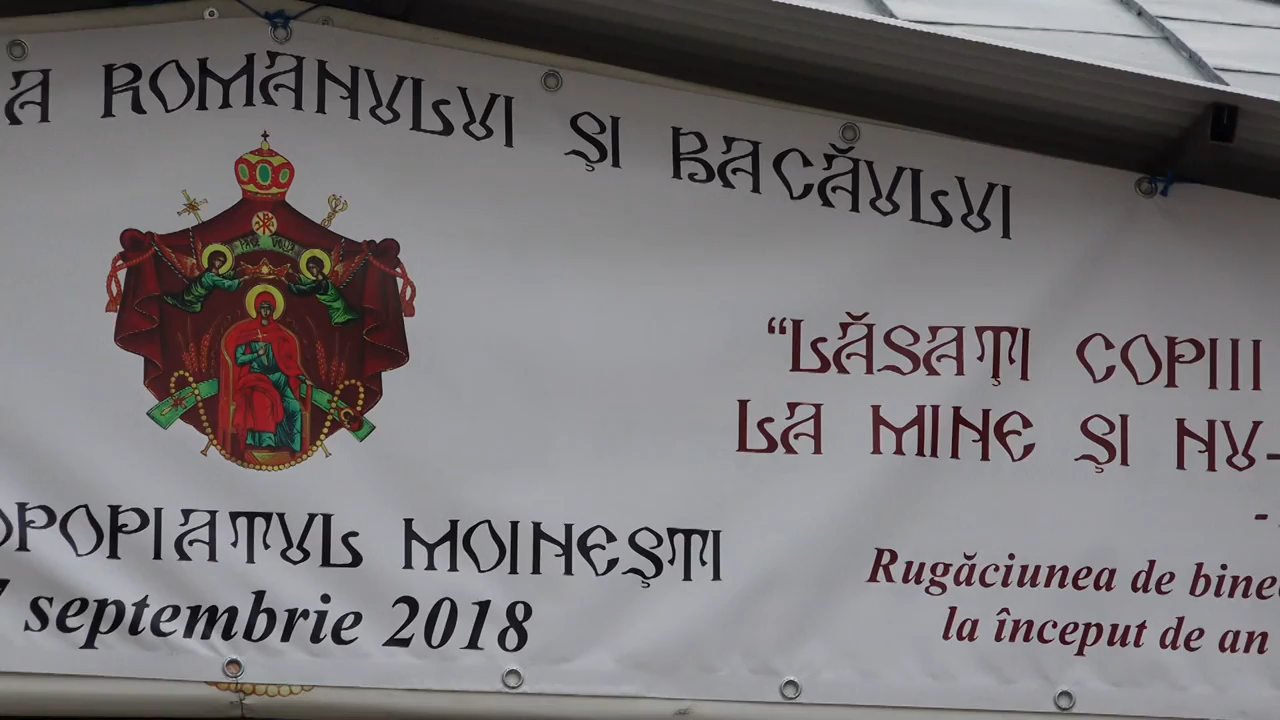 A ROMANULUI ȘI BACĂULUI
"LĂSAȚI COPIII
LA MINE ȘI NU-
OPOPIATUL MOINEȘTI
septembrie 2018
Rugăciunea de bine
la început de an